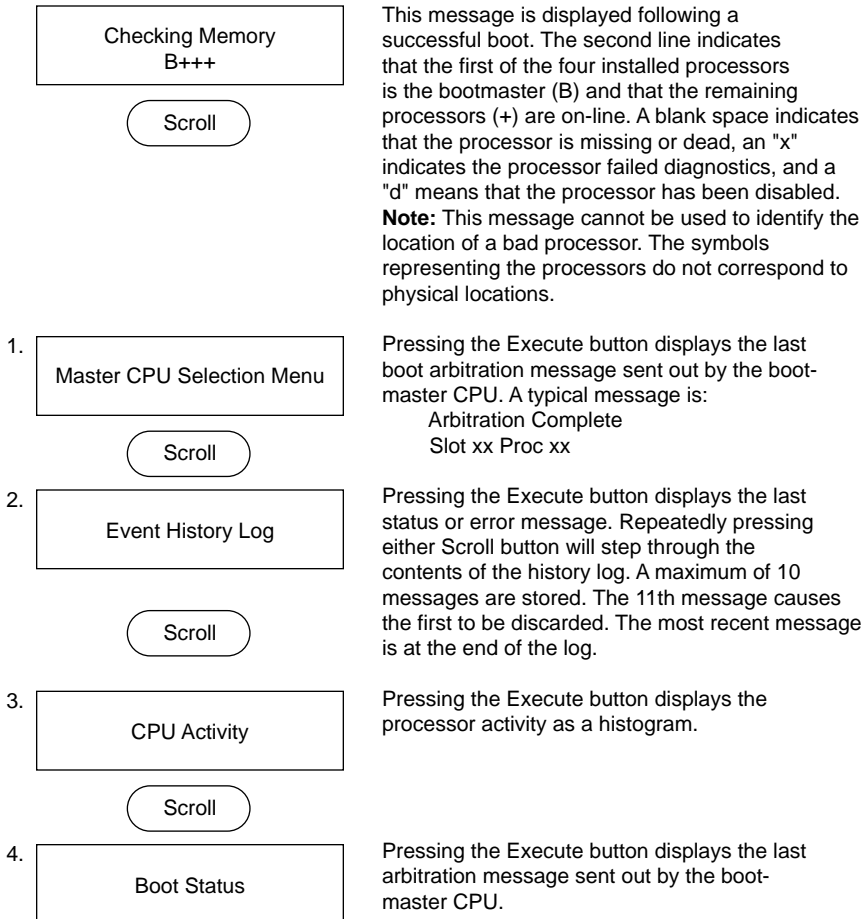 Checking Memory
B+++
Scroll
This message is displayed following a
successful boot. The second line indicates
that the first of the four installed processors
is the bootmaster (B) and that the remaining
processors (+) are on-line. A blank space indicates
that the processor is missing or dead, an "x"
indicates the processor failed diagnostics, and a
"d" means that the processor has been disabled.
Note: This message cannot be used to identify the
location of a bad processor. The symbols
representing the processors do not correspond to
physical locations.
1.
Master CPU Selection Menu
Scroll
Pressing the Execute button displays the last
boot arbitration message sent out by the boot-
master CPU. A typical message is:
Arbitration Complete
Slot xx Proc xx
2.
Event History Log
Scroll
Pressing the Execute button displays the last
status or error message. Repeatedly pressing
either Scroll button will step through the
contents of the history log. A maximum of 10
messages are stored. The 11th message causes
the first to be discarded. The most recent message
is at the end of the log.
3.
CPU Activity
Scroll
Pressing the Execute button displays the
processor activity as a histogram.
4.
Boot Status
Pressing the Execute button displays the last
arbitration message sent out by the boot-
master CPU.